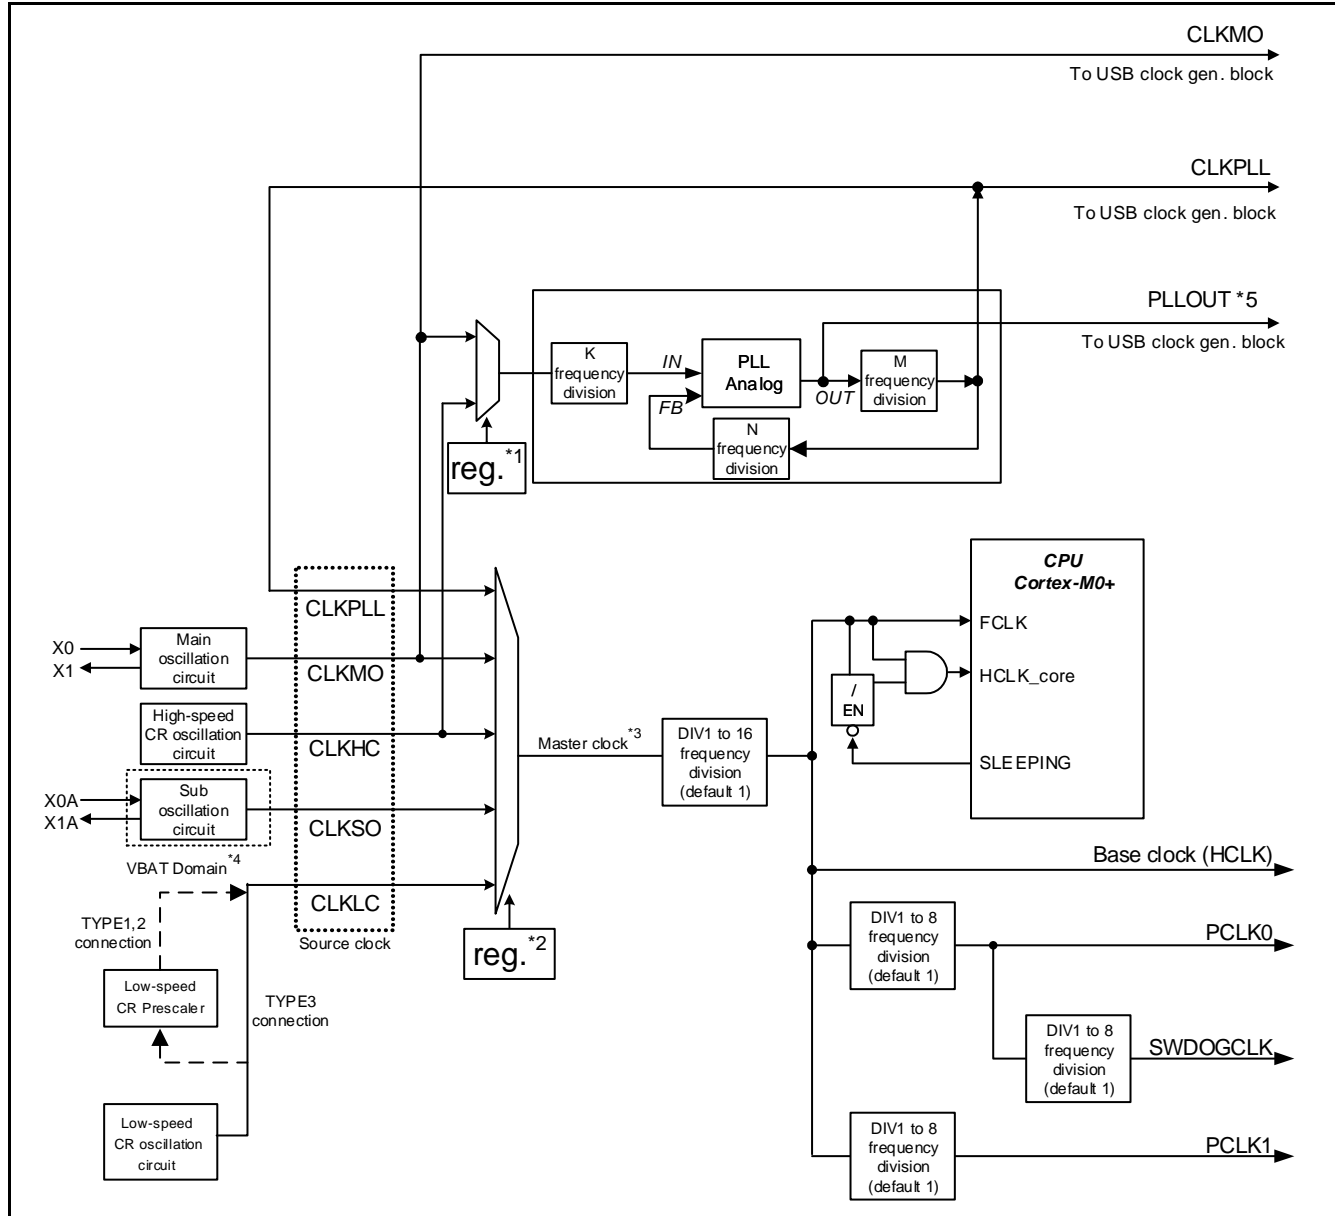 CLKMO
To USB clock gen. block
CLKPLL
To USB clock gen. block
PLLOUT *5
To USB clock gen. block
K
frequency
division
IN
FB
PLL
Analog
OUT
M
frequency
division
N
frequency
division
reg. *1
CPU
Cortex-M0+
FCLK
HCLK_core
SLEEPING
/
EN
X0
X1
Main
oscillation
circuit
High-speed
CR oscillation
circuit
X0A
X1A
Sub
oscillation
circuit
VBAT Domain *4
CLKPLL
CLKMO
CLKHC
CLKSO
CLKLC
Source clock
reg. *2
Master clock *3
DIV1 to 16
frequency
division
(default 1)
Base clock (HCLK)
DIV1 to 8
frequency
division
(default 1)
PCLK0
DIV1 to 8
frequency
division
(default 1)
SWDOGCLK
DIV1 to 8
frequency
division
(default 1)
PCLK1
TYPE1,2
connection
Low-speed
CR Prescaler
TYPE3
connection
Low-speed
CR oscillation
circuit